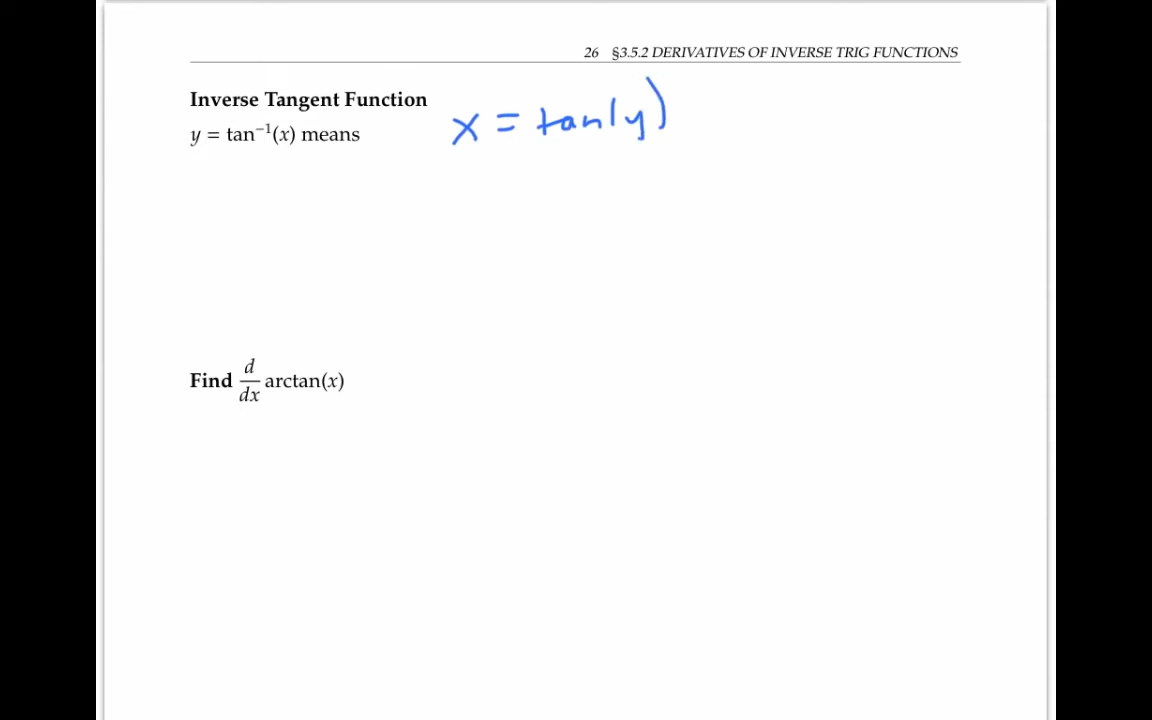 26 §3.5.2 DERIVATIVES OF INVERSE TRIG FUNCTIONS
Inverse Tangent Function
y = tan⁻¹(x) means x = tan(y)
Find d/dx arctan(x)